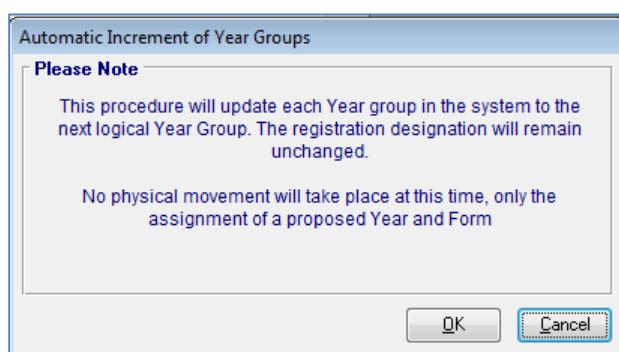 Automatic Increment of Year Groups
Please Note
This procedure will update each Year group in the system to the
next logical Year Group. The registration designation will remain
unchanged.
No physical movement will take place at this time, only the
assignment of a proposed Year and Form
OK
Cancel